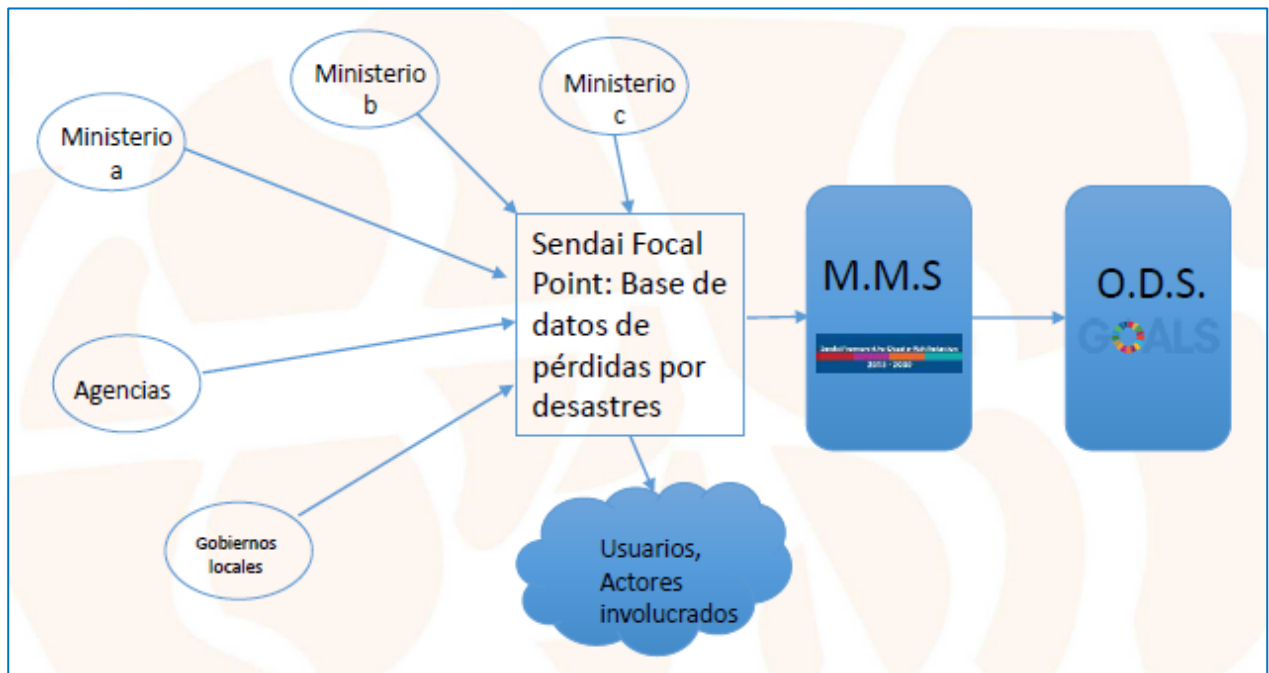 Ministerio
a
Ministerio
b
Ministerio
c
Agencias
Gobiernos
locales
Sendai Focal
Point: Base de
datos de
pérdidas por
desastres
Usuarios,
Actores
involucrados
M.M.S
2015 - 2030
O.D.S.
GOALS